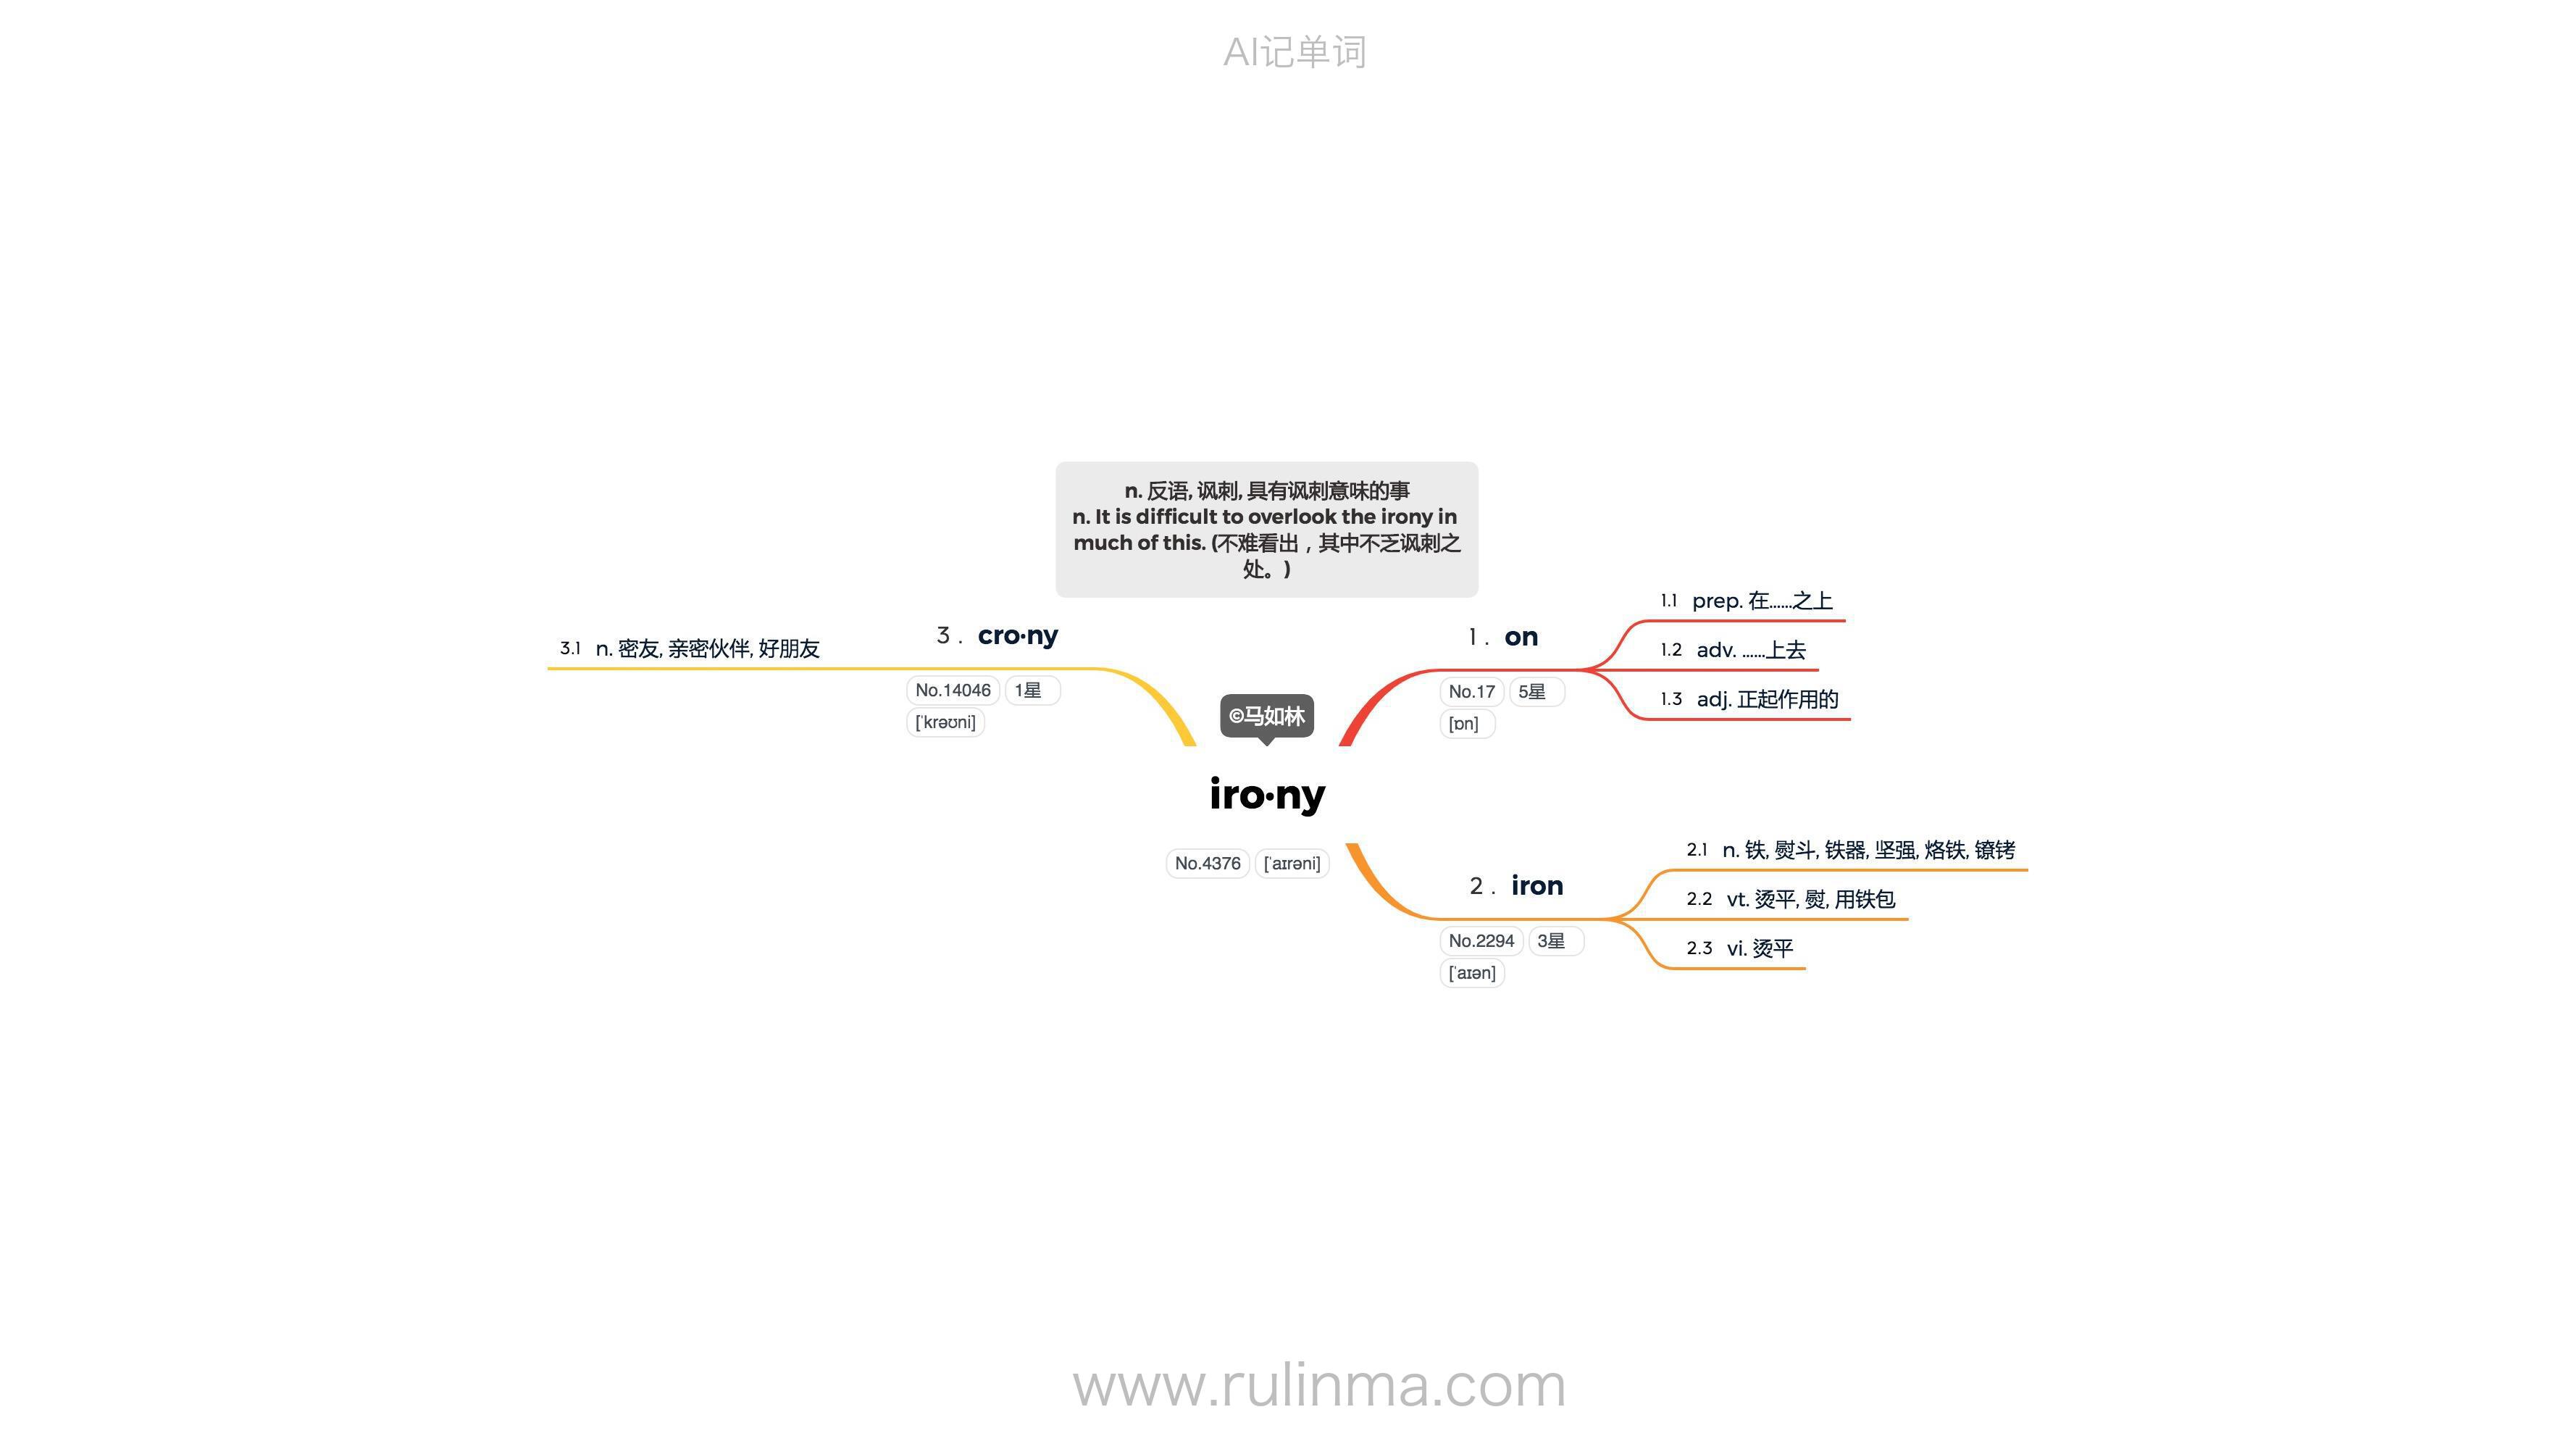 AI记单词
n. 反语, 讽刺, 具有讽刺意味的事
n. It is difficult to overlook the irony in
much of this. (不难看出，其中不乏讽刺之
处。)
©马如林
iro·ny
No.4376 [ˈaɪrəni]
1. on
No.17 5星
[ɒn]
1.1 prep. 在……之上
1.2 adv. ……上去
1.3 adj. 正起作用的
2. iron
No.2294 3星
[ˈaɪən]
2.1 n. 铁, 熨斗, 铁器, 坚强, 烙铁, 镣铐
2.2 vt. 烫平, 熨, 用铁包
2.3 vi. 烫平
3. cro·ny
No.14046 1星
[ˈkrəʊni]
3.1 n. 密友, 亲密伙伴, 好朋友
www.rulinma.com